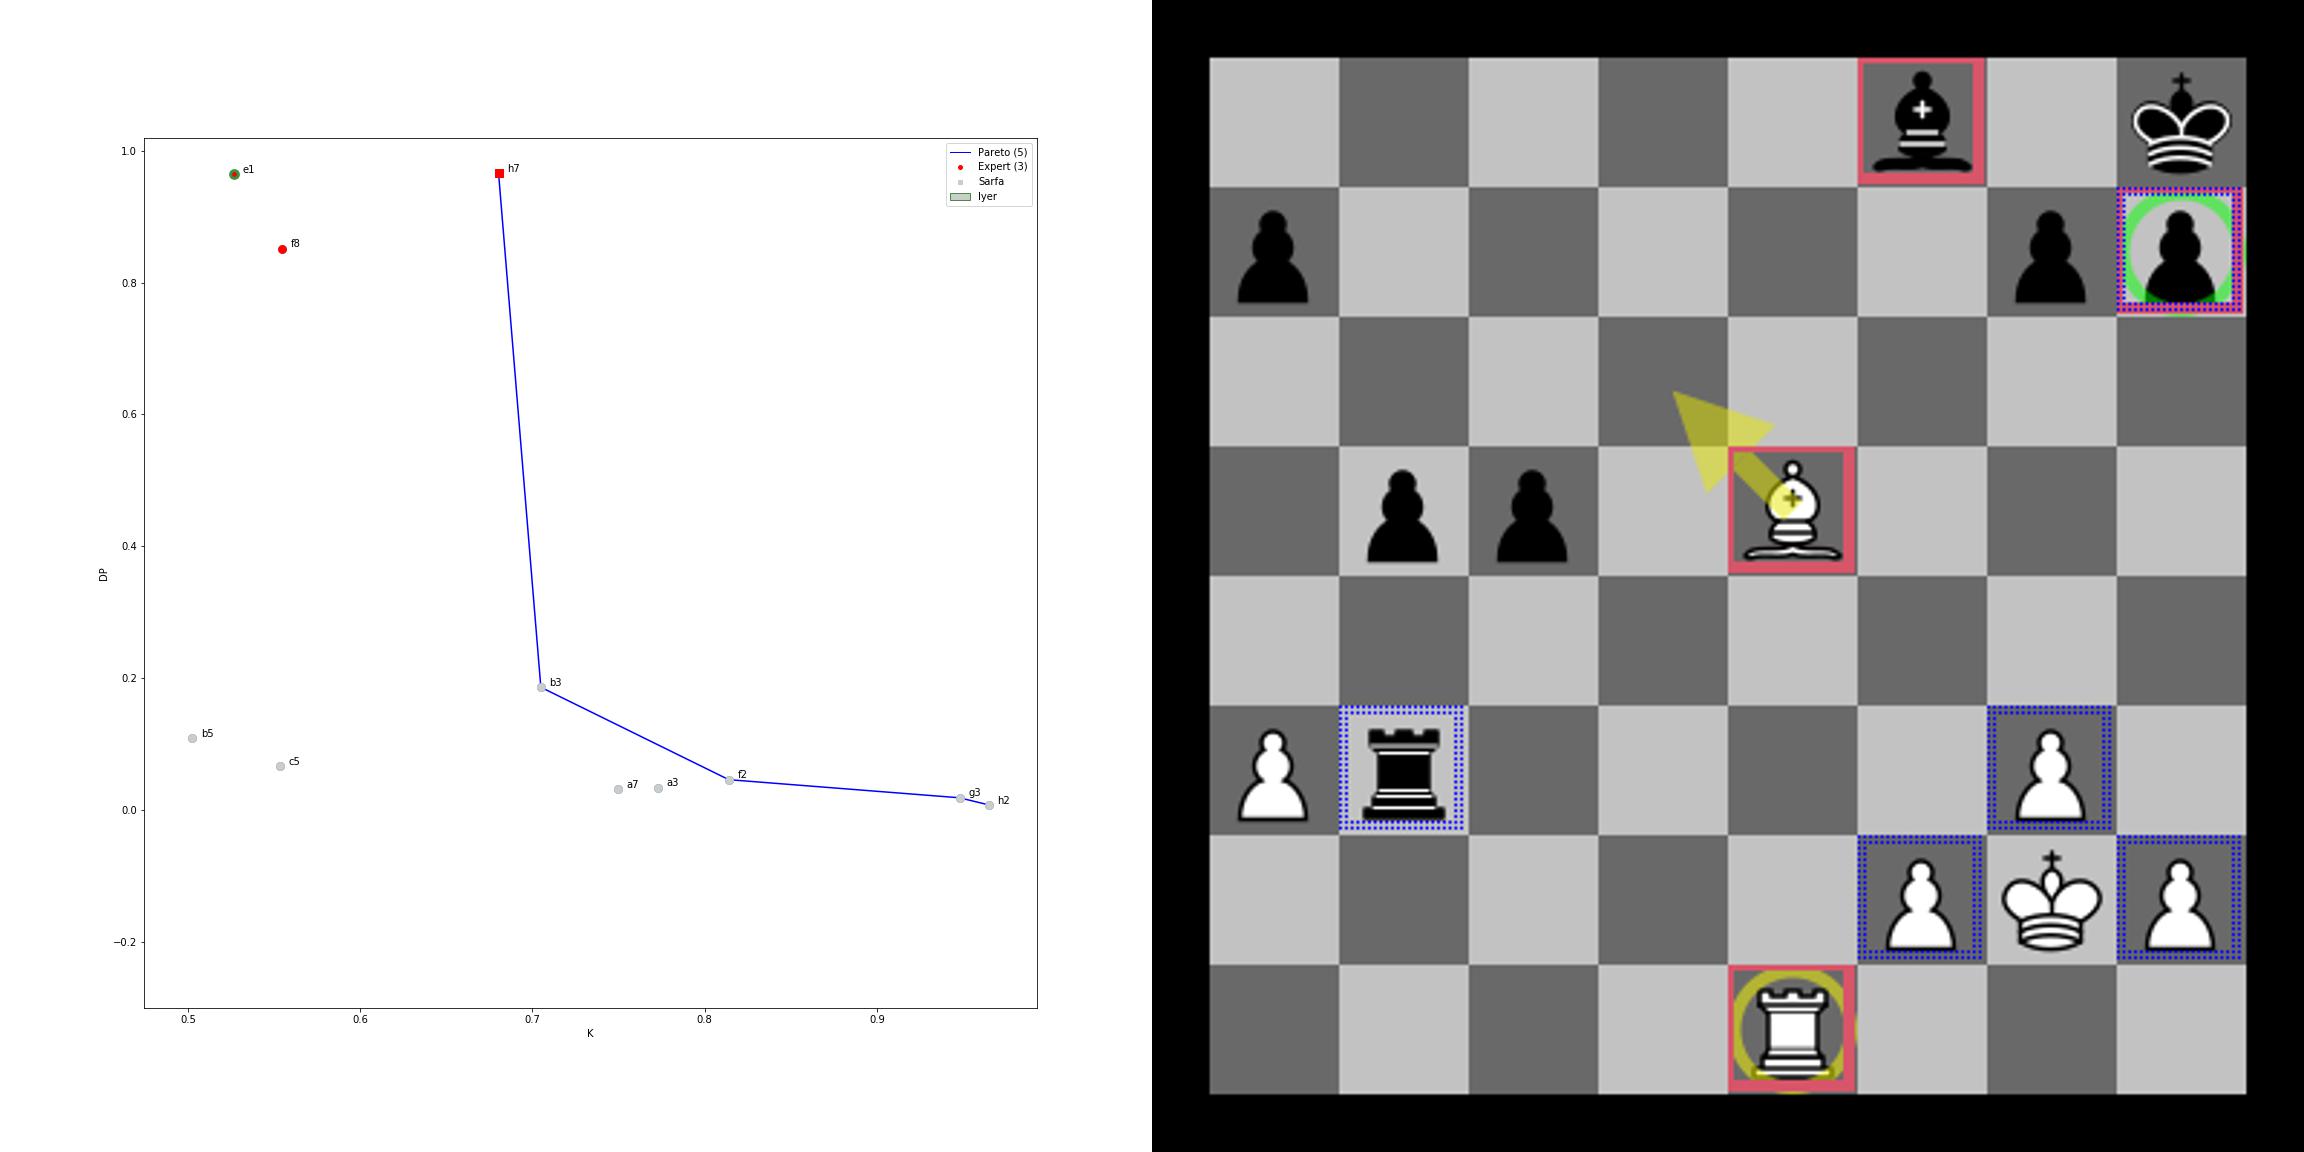 1.0
0.8
0.6
0.4
0.2
0.0
−0.2
DP
0.5 0.6 0.7 0.8 0.9
K
Pareto (5)
Expert (3)
Sarfa
Iyer
e1
h7
f8
b3
b5
c5
f2
a7
a3
g3
h2